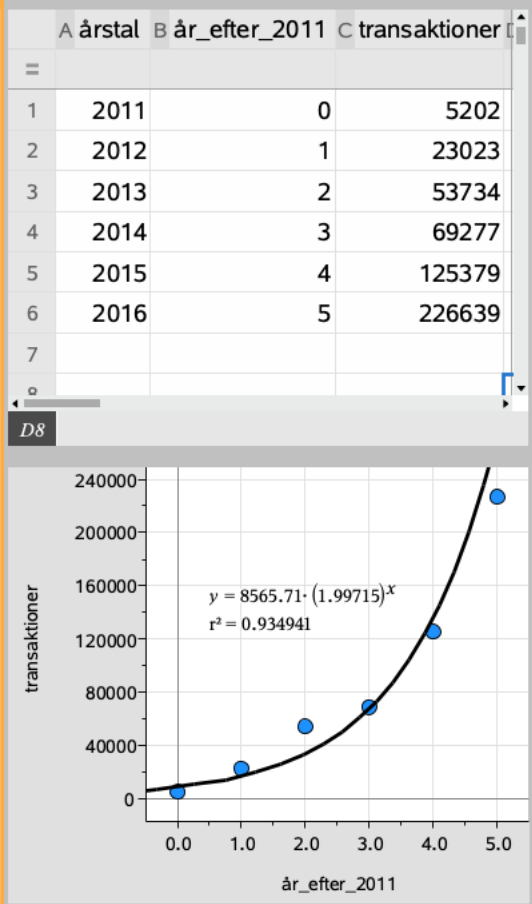 A årstal B år_efter_2011 C transaktioner D
=
1 2011 0 5202
2 2012 1 23023
3 2013 2 53734
4 2014 3 69277
5 2015 4 125379
6 2016 5 226639
7
8
D8
240000
200000
160000
120000
80000
40000
0
transaktioner
y = 8565.71· (1.99715)^x
r² = 0.934941
0.0 1.0 2.0 3.0 4.0 5.0
år_efter_2011